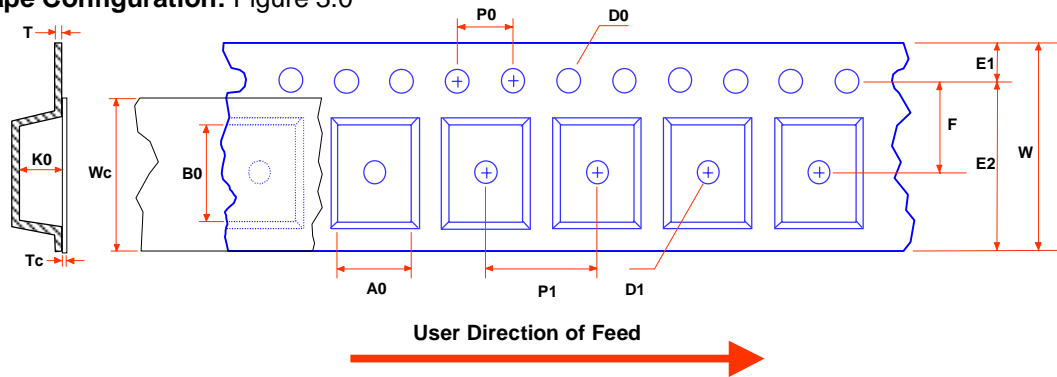 ape Configuration: Figure 3.0
T
P0
D0
E1
F
W
K0
Wc
B0
E2
Tc
A0
P1
D1
User Direction of Feed